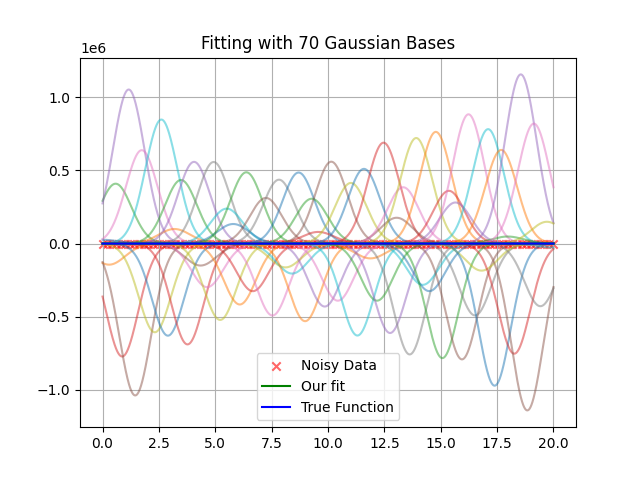 Fitting with 70 Gaussian Bases
1e6
1.0
0.5
0.0
−0.5
−1.0
Noisy Data
Our fit
True Function
0.0 2.5 5.0 7.5 10.0 12.5 15.0 17.5 20.0